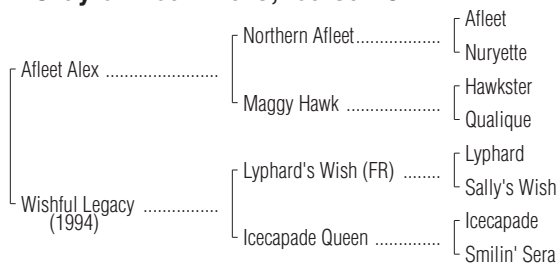 Afleet
Northern Afleet....................
Nuryette
Afleet Alex ..........................
Hawkster
Maggy Hawk ......................
Qualique
Lyphard
Lyphard's Wish (FR) ........
Sally's Wish
Wishful Legacy ..................
(1994)
Icecapade
Icecapade Queen ................
Smilin' Sera